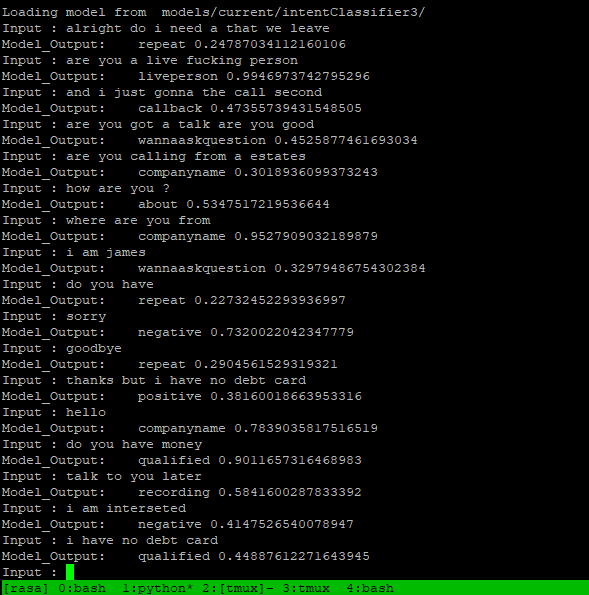 Loading model from  models/current/intentClassifier3/
Input : alright do i need a that we leave
Model_Output:    repeat 0.24787034112160106
Input : are you a live fucking person
Model_Output:    liveperson 0.9946973742795296
Input : and i just gonna the call second
Model_Output:    callback 0.47355739431548505
Input : are you got a talk are you good
Model_Output:    wannaaskquestion 0.4525877461693034
Input : are you calling from a estates
Model_Output:    companyname 0.3018936099373243
Input : how are you ?
Model_Output:    about 0.5347517219536644
Input : where are you from
Model_Output:    companyname 0.9527909032189879
Input : i am james
Model_Output:    wannaaskquestion 0.32979486754302384
Input : do you have
Model_Output:    repeat 0.22732452293936997
Input : sorry
Model_Output:    negative 0.7320022042347779
Input : goodbye
Model_Output:    repeat 0.2904561529319321
Input : thanks but i have no debt card
Model_Output:    positive 0.38160018663953316
Input : hello
Model_Output:    companyname 0.7839035817516519
Input : do you have money
Model_Output:    qualified 0.9011657316468983
Input : talk to you later
Model_Output:    recording 0.5841600287833392
Input : i am interseted
Model_Output:    negative 0.4147526540078947
Input : i have no debt card
Model_Output:    qualified 0.44887612271643945
Input :
[rasa] 0:bash  1:python* 2:[tmux]- 3:tmux  4:bash